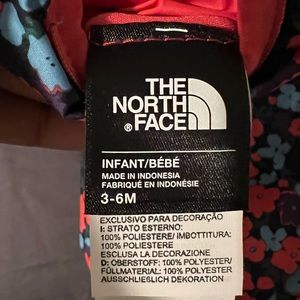 THE
NORTH
®FACE
INFANT/BÉBÉ
MADE IN INDONESIA
FABRIQUÉ EN INDONÉSIE
3-6M
EXCLUSIVO PARA DECORAÇÃO
I: STRATO ESTERNO:
100% POLIESTERE/ IMBOTTITURA:
100% POLIESTERE
ESCLUSA LA DECORAZIONE
D: OBERSTOFF: 100% POLYESTER/
FÜLLMATERIAL: 100% POLYESTER
AUSSCHLIEßLICH DEKORATION